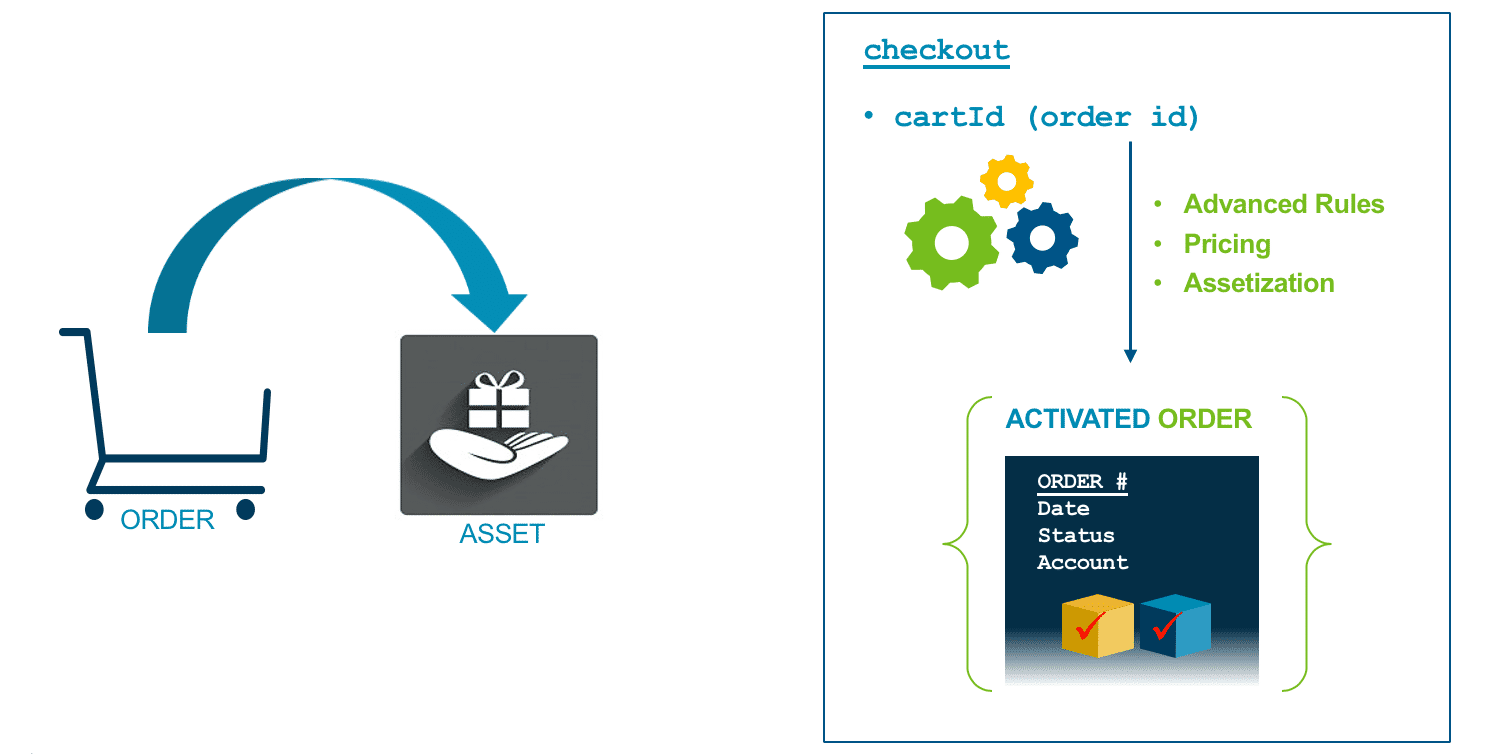 ORDER
ASSET
checkout
• cartId (order id)
• Advanced Rules
• Pricing
• Assetization
ACTIVATED ORDER
ORDER #
Date
Status
Account